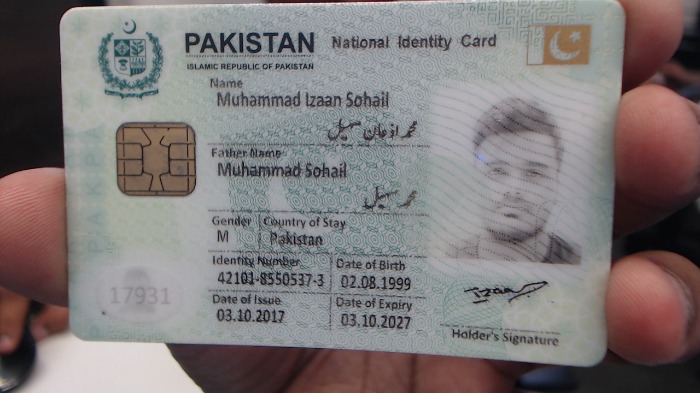 PAKISTAN National Identity Card
ISLAMIC REPUBLIC OF PAKISTAN
Name
Muhammad Izaan Sohail
محمد اذعان سہیل
Father Name
Muhammad Sohail
محمد سہیل
Gender Country of Stay
M Pakistan
Identity Number Date of Birth
42101-8550537-3 02.08.1999
Date of Issue Date of Expiry
03.10.2017 03.10.2027
17931
Izaan
Holder's Signature